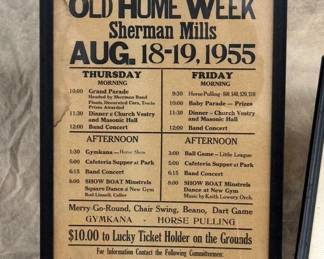 OLD HOME WEEK
Sherman Mills
AUG. 18-19, 1955
THURSDAY
MORNING
10:00 Grand Parade
Headed by Sherman Band
Floats, Decorated Cars, Trucks
Prizes Awarded
11:30 Dinner @ Church Vestry
and Masonic Hall
12:00 Band Concert
AFTERNOON
1:30 Gymkana — Horse Show
5:00 Cafeteria Supper at Park
6:15 Band Concert
8:00 SHOW BOAT Minstrels
Square Dance at New Gym
FRIDAY
MORNING
9:30 Horse Pulling
10:00 Baby Parade — Prizes
11:30 Dinner @ Church Vestry
and Masonic Hall
12:00 Band Concert
AFTERNOON
3:00 Ball Game — Little League
5:00 Cafeteria Supper at Park
6:15 Band Concert
8:00 SHOW BOAT Minstrels
Dance at New Gym
Music by Keith Lowery Orch.
Merry-Go-Round, Chair Swing, Beano, Dart Game
GYMKANA - HORSE PULLING
$10.00 to Lucky Ticket Holder on the Grounds
For Information Contact the Following Committeemen: